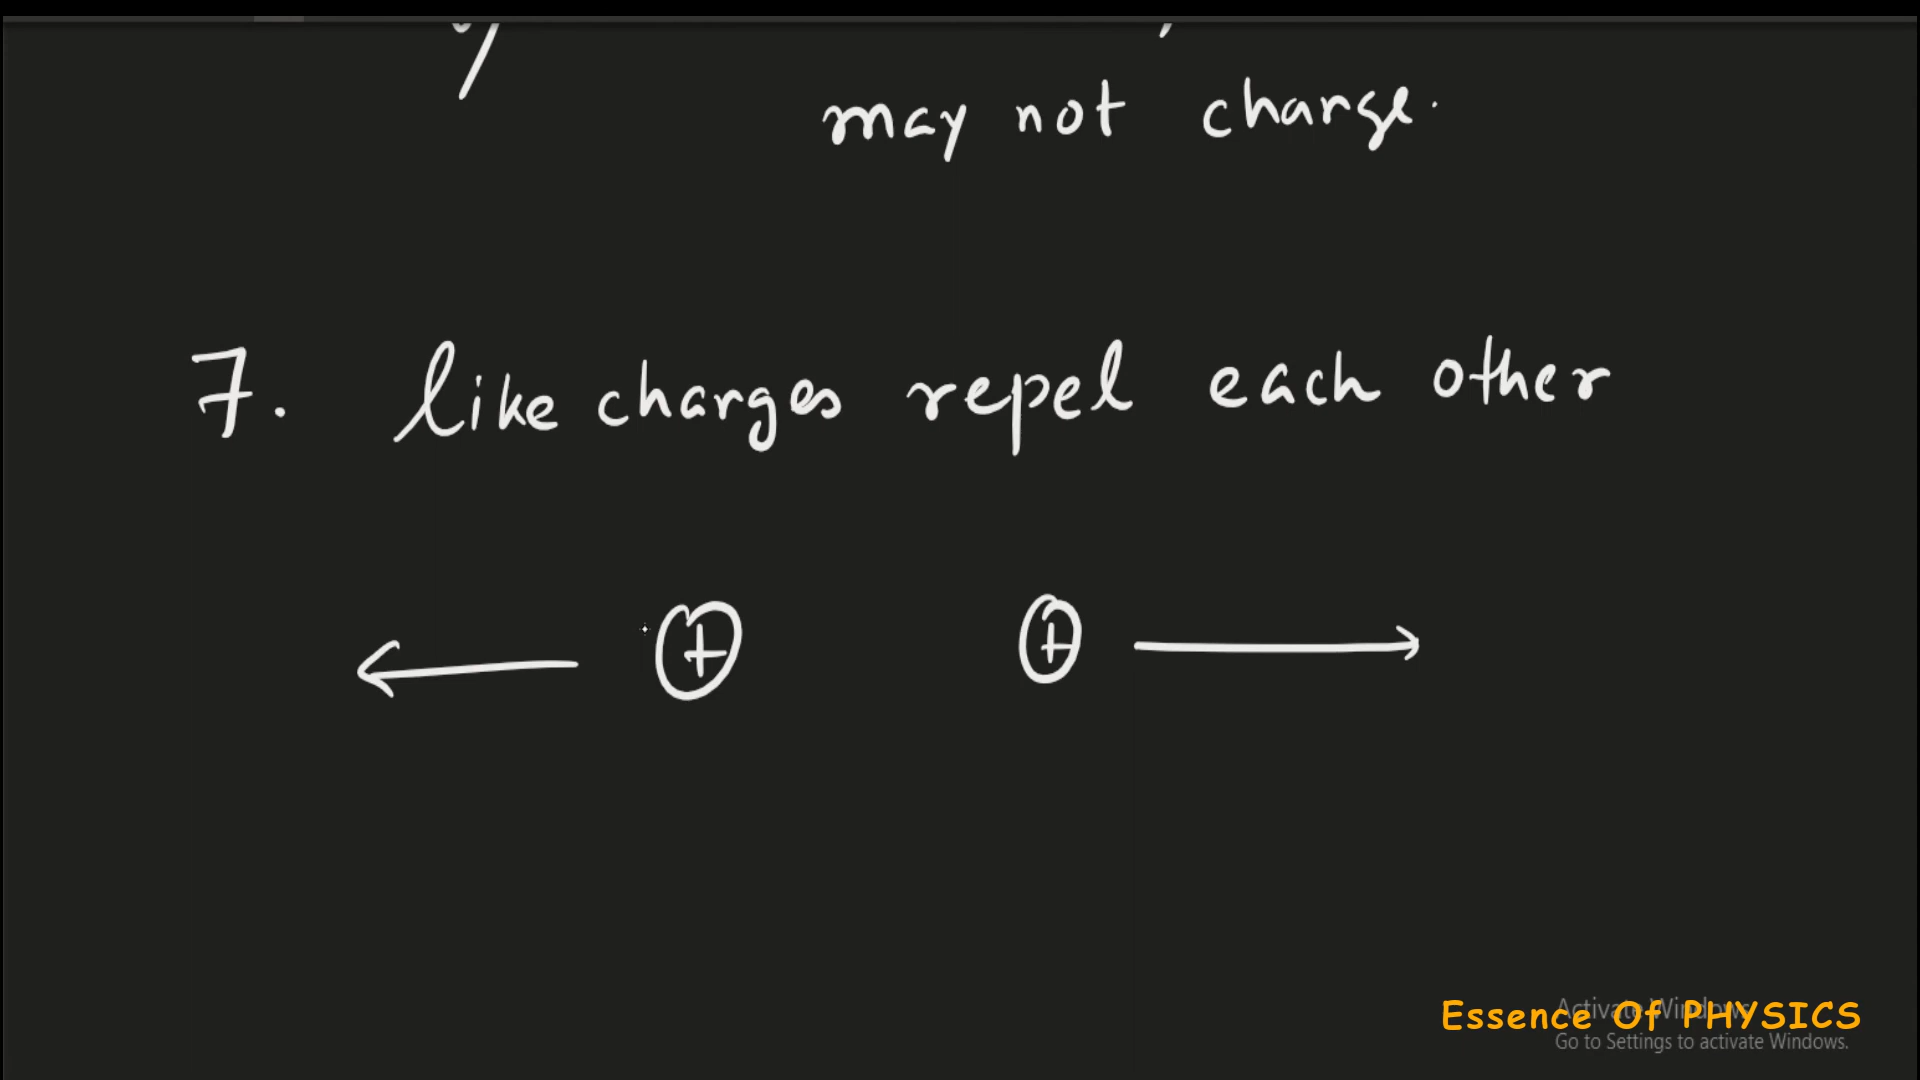 may not charge.
7. like charges repel each other
← ⊕ ⊕ →
Essence Of PHYSICS
Activate Windows
Go to Settings to activate Windows.